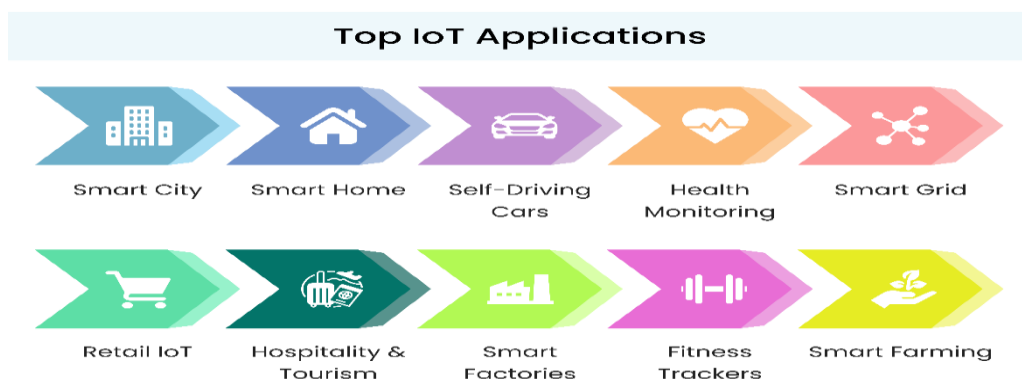 Top IoT Applications
Smart City
Smart Home
Self-Driving
Cars
Health
Monitoring
Smart Grid
Retail IoT
Hospitality &
Tourism
Smart
Factories
Fitness
Trackers
Smart Farming